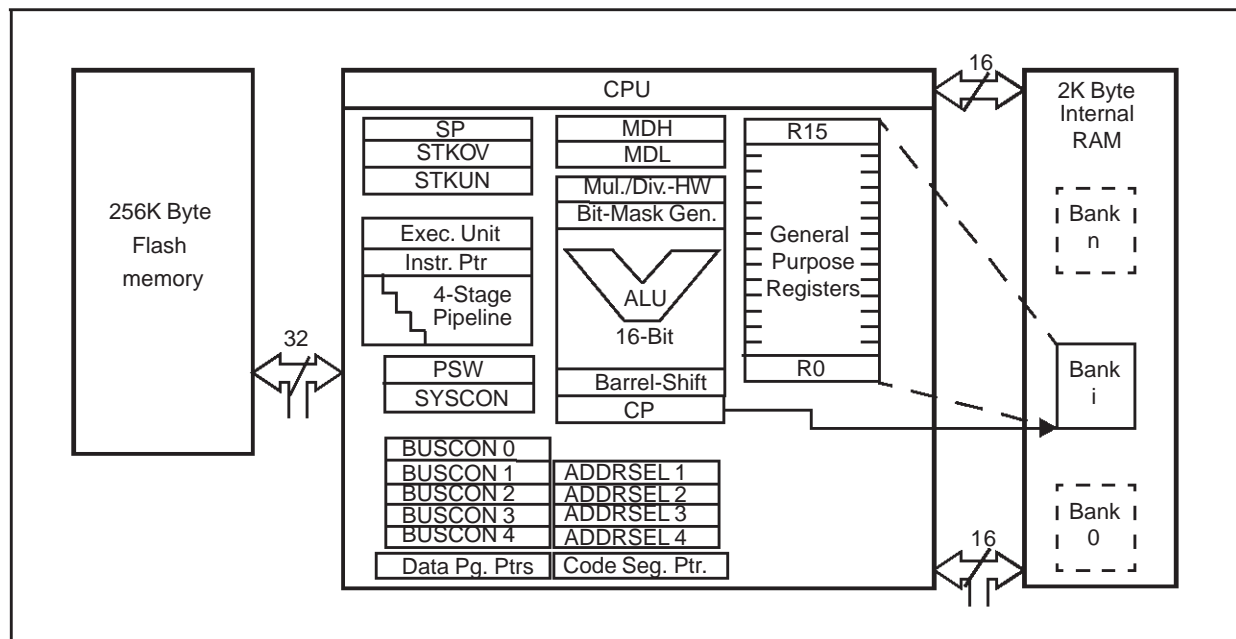 256K Byte
Flash
memory
32
CPU
SP
STKOV
STKUN
Exec. Unit
Instr. Ptr
4-Stage
Pipeline
PSW
SYSCON
MDH
MDL
Mul./Div.-HW
Bit-Mask Gen.
ALU
16-Bit
Barrel-Shift
CP
R15
General
Purpose
Registers
R0
BUSCON 0
BUSCON 1
BUSCON 2
BUSCON 3
BUSCON 4
ADDRSEL 1
ADDRSEL 2
ADDRSEL 3
ADDRSEL 4
Data Pg. Ptrs
Code Seg. Ptr.
16
2K Byte
Internal
RAM
Bank
n
Bank
i
Bank
0
16